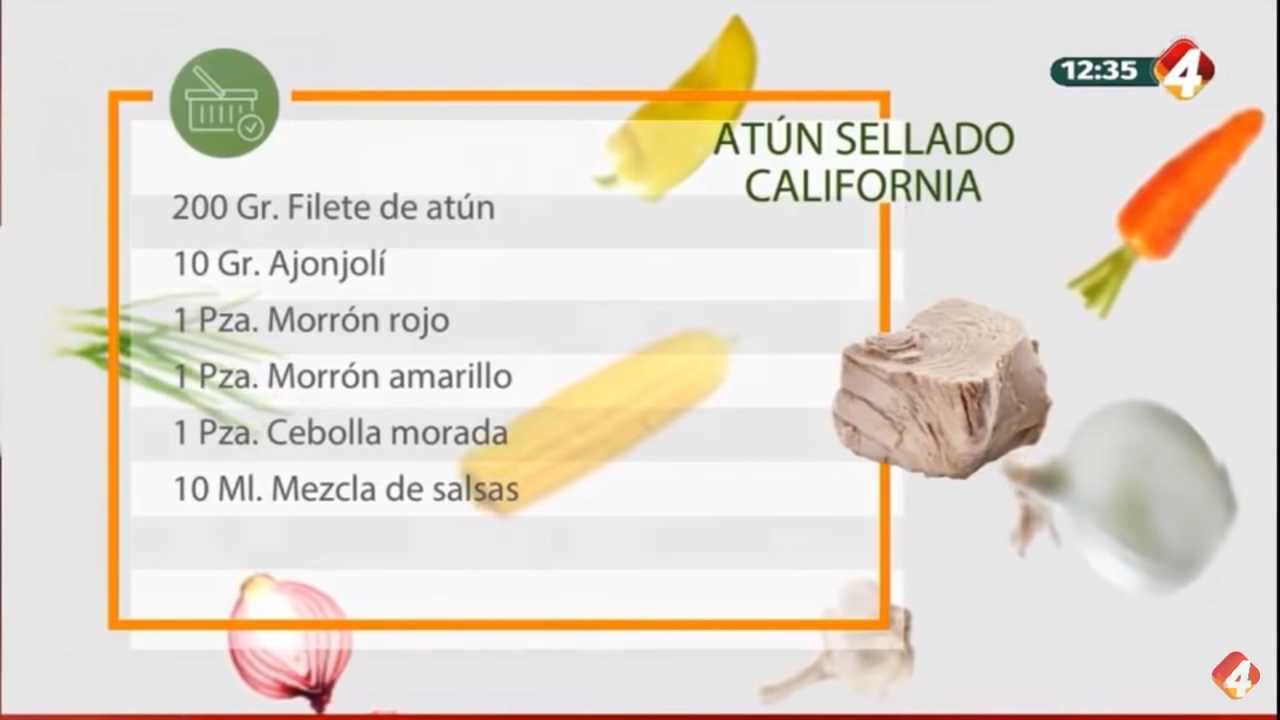 12:35 4
ATÚN SELLADO
CALIFORNIA
200 Gr. Filete de atún
10 Gr. Ajonjolí
1 Pza. Morrón rojo
1 Pza. Morrón amarillo
1 Pza. Cebolla morada
10 Ml. Mezcla de salsas
4